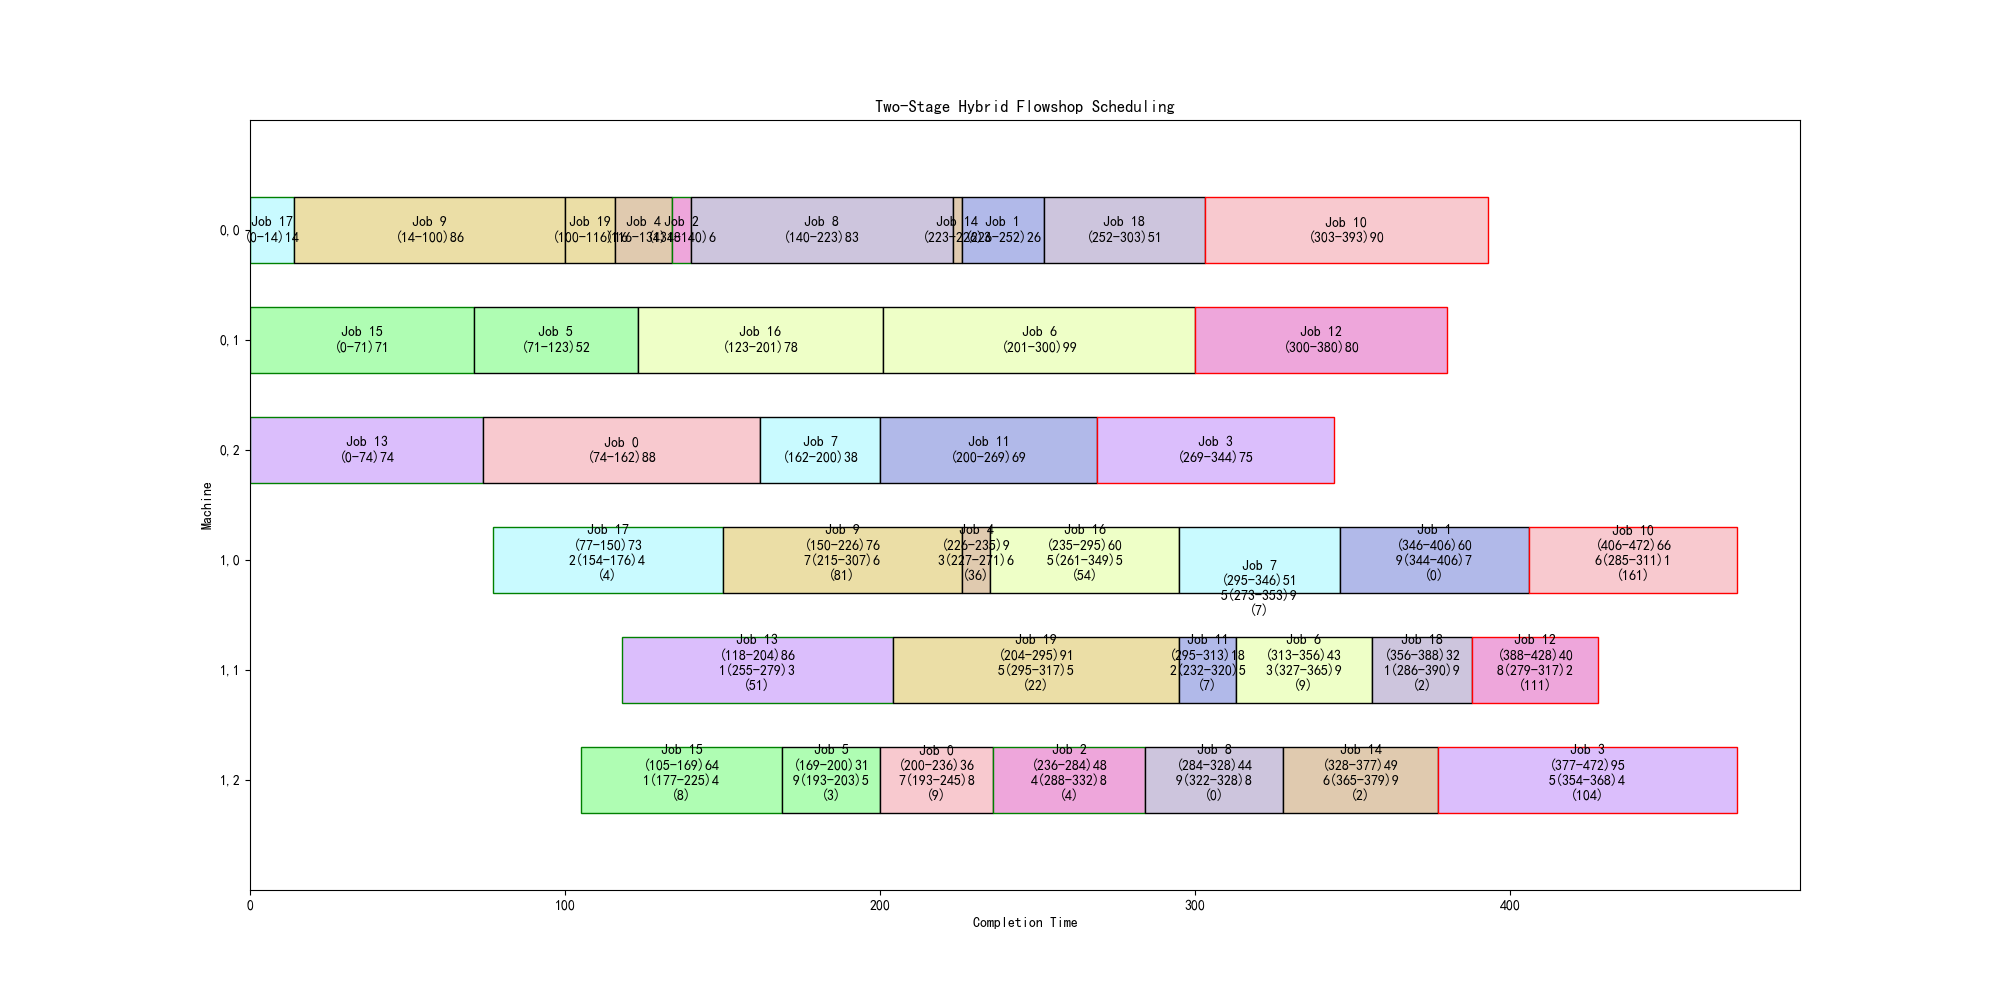 Two-Stage Hybrid Flowshop Scheduling
Machine
0,0
Job 17
(0-14)14
Job 9
(14-100)86
Job 19
(100-116)16
Job 4
(116-134)18
Job 2
(134-140)6
Job 8
(140-223)83
Job 14
(223-226)3
Job 1
(226-252)26
Job 18
(252-303)51
Job 10
(303-393)90
0,1
Job 15
(0-71)71
Job 5
(71-123)52
Job 16
(123-201)78
Job 6
(201-300)99
Job 12
(300-380)80
0,2
Job 13
(0-74)74
Job 0
(74-162)88
Job 7
(162-200)38
Job 11
(200-269)69
Job 3
(269-344)75
1,0
Job 17
(77-150)73
2(154-176)4
(4)
Job 9
(150-226)76
7(215-307)6
(81)
Job 4
(226-235)9
3(227-271)6
(36)
Job 16
(235-295)60
5(261-349)5
(54)
Job 7
(295-346)51
5(273-353)9
(7)
Job 1
(346-406)60
9(344-406)7
(0)
Job 10
(406-472)66
6(285-311)1
(161)
1,1
Job 13
(118-204)86
1(255-279)3
(51)
Job 19
(204-295)91
5(295-317)5
(22)
Job 11
(295-313)18
2(232-320)5
(7)
Job 6
(313-356)43
3(327-365)9
(9)
Job 18
(356-388)32
1(286-390)9
(2)
Job 12
(388-428)40
8(279-317)2
(111)
1,2
Job 15
(105-169)64
1(177-225)4
(8)
Job 5
(169-200)31
9(193-203)5
(3)
Job 0
(200-236)36
7(193-245)8
(9)
Job 2
(236-284)48
4(288-332)8
(4)
Job 8
(284-328)44
9(322-328)8
(0)
Job 14
(328-377)49
6(365-379)9
(2)
Job 3
(377-472)95
5(354-368)4
(104)
0
100
200
300
400
Completion Time